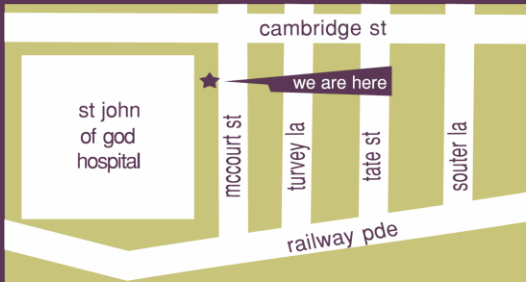 cambridge st
we are here
st john
of god
hospital
mccourt st
turvey la
tate st
souter la
railway pde